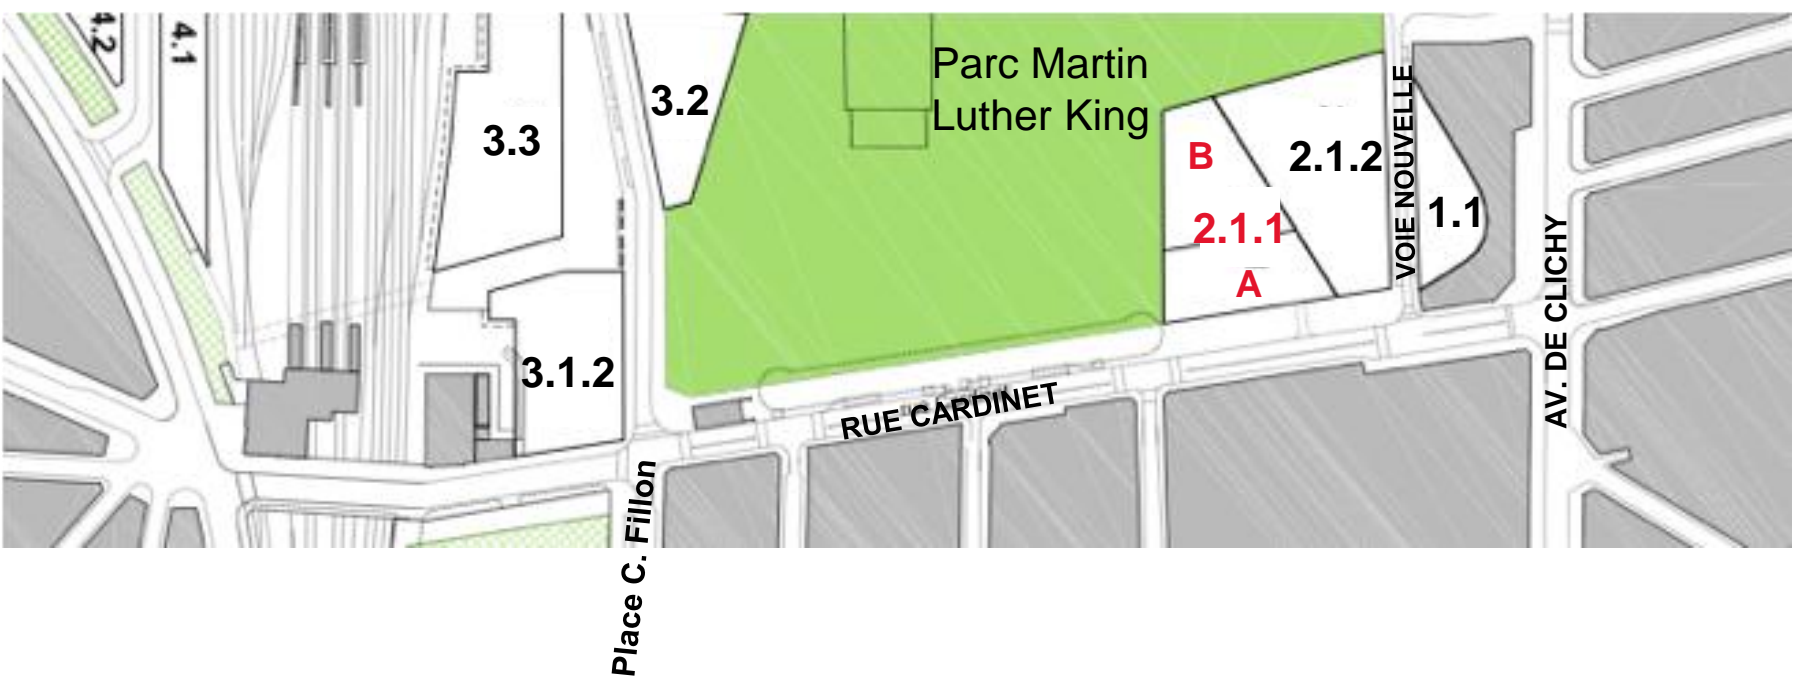 4.2
4.1
3.3
3.2
Parc Martin
Luther King
B
2.1.2
2.1.1
A
VOIE NOUVELLE
1.1
AV. DE CLICHY
3.1.2
RUE CARDINET
Place C. Fillon